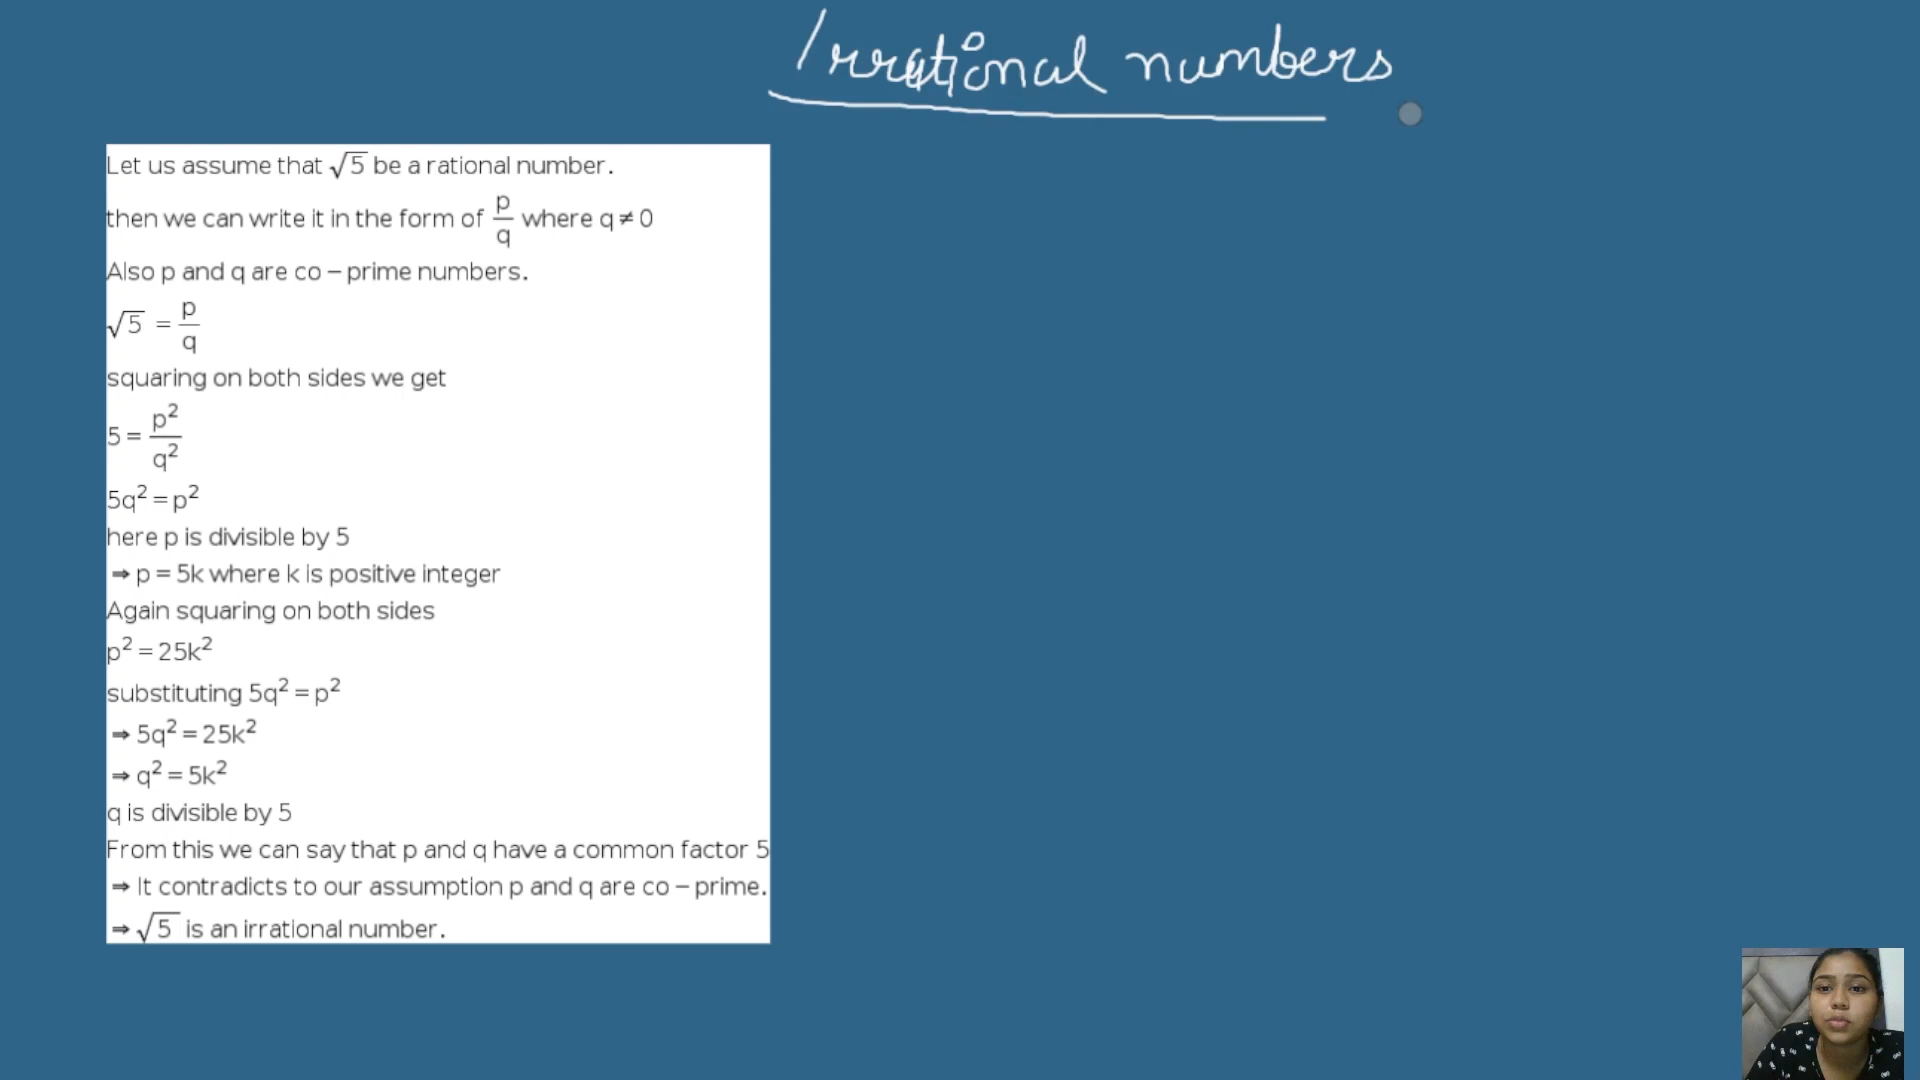 Irrational numbers
Let us assume that √5 be a rational number.
then we can write it in the form of p/q where q ≠ 0
Also p and q are co – prime numbers.
√5 = p/q
squaring on both sides we get
5 = p²/q²
5q² = p²
here p is divisible by 5
⇒ p = 5k where k is positive integer
Again squaring on both sides
p² = 25k²
substituting 5q² = p²
⇒ 5q² = 25k²
⇒ q² = 5k²
q is divisible by 5
From this we can say that p and q have a common factor 5
⇒ It contradicts to our assumption p and q are co – prime.
⇒ √5 is an irrational number.